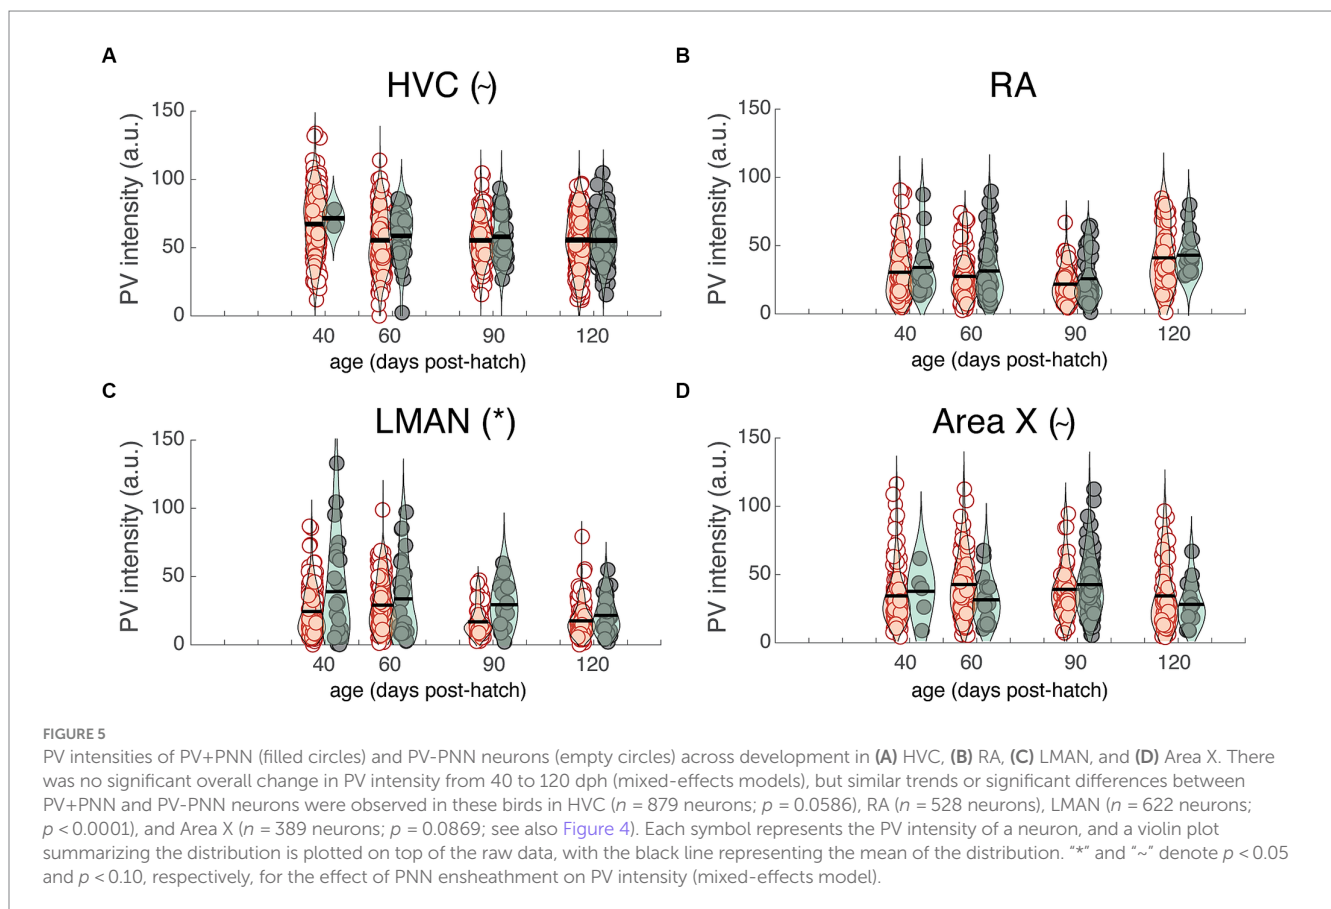 A
HVC (~)
PV intensity (a.u.)
150
100
50
0
40 60 90 120
age (days post-hatch)
B
RA
PV intensity (a.u.)
150
100
50
0
40 60 90 120
age (days post-hatch)
C
LMAN (*)
PV intensity (a.u.)
150
100
50
0
40 60 90 120
age (days post-hatch)
D
Area X (~)
PV intensity (a.u.)
150
100
50
0
40 60 90 120
age (days post-hatch)
FIGURE 5
PV intensities of PV+PNN (filled circles) and PV-PNN neurons (empty circles) across development in (A) HVC, (B) RA, (C) LMAN, and (D) Area X. There
was no significant overall change in PV intensity from 40 to 120 dph (mixed-effects models), but similar trends or significant differences between
PV+PNN and PV-PNN neurons were observed in these birds in HVC (n = 879 neurons; p = 0.0586), RA (n = 528 neurons), LMAN (n = 622 neurons;
p < 0.0001), and Area X (n = 389 neurons; p = 0.0869; see also Figure 4). Each symbol represents the PV intensity of a neuron, and a violin plot
summarizing the distribution is plotted on top of the raw data, with the black line representing the mean of the distribution. "*" and "~" denote p < 0.05
and p < 0.10, respectively, for the effect of PNN ensheathment on PV intensity (mixed-effects model).